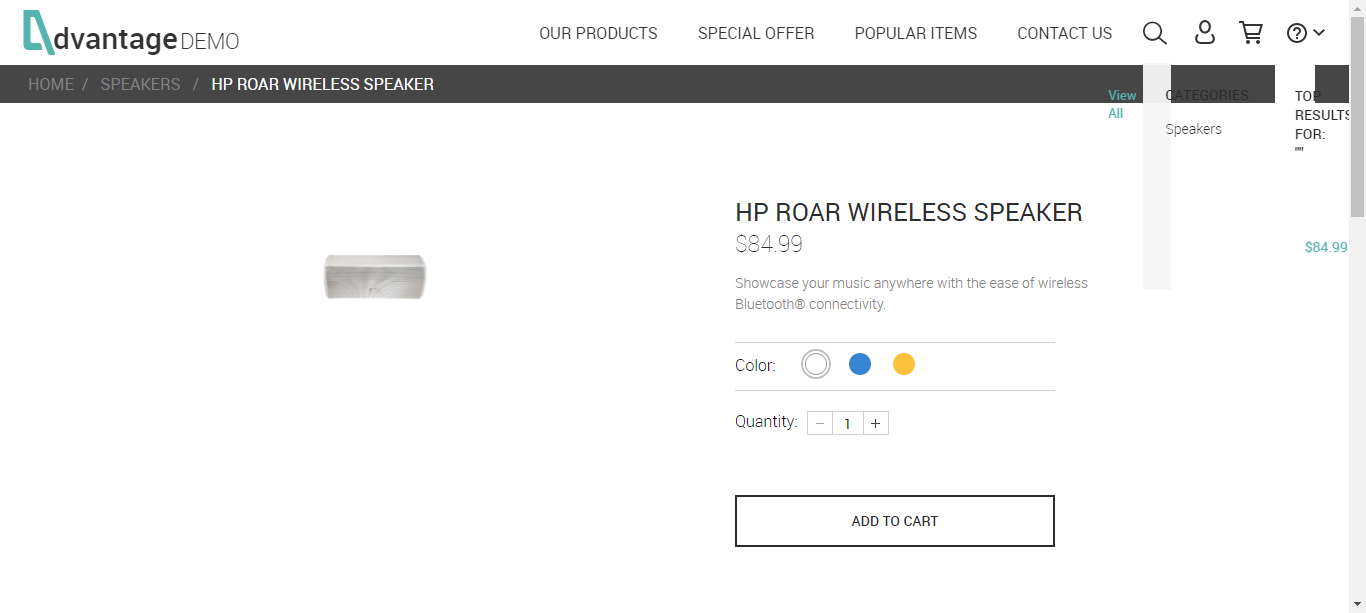 dvantage DEMO
OUR PRODUCTS
SPECIAL OFFER
POPULAR ITEMS
CONTACT US
HOME / SPEAKERS / HP ROAR WIRELESS SPEAKER
View
All
CATEGORIES
Speakers
TOP
RESULTS
FOR:
""
$84.99
HP ROAR WIRELESS SPEAKER
$84.99
Showcase your music anywhere with the ease of wireless
Bluetooth® connectivity.
Color:
Quantity: − 1 +
ADD TO CART